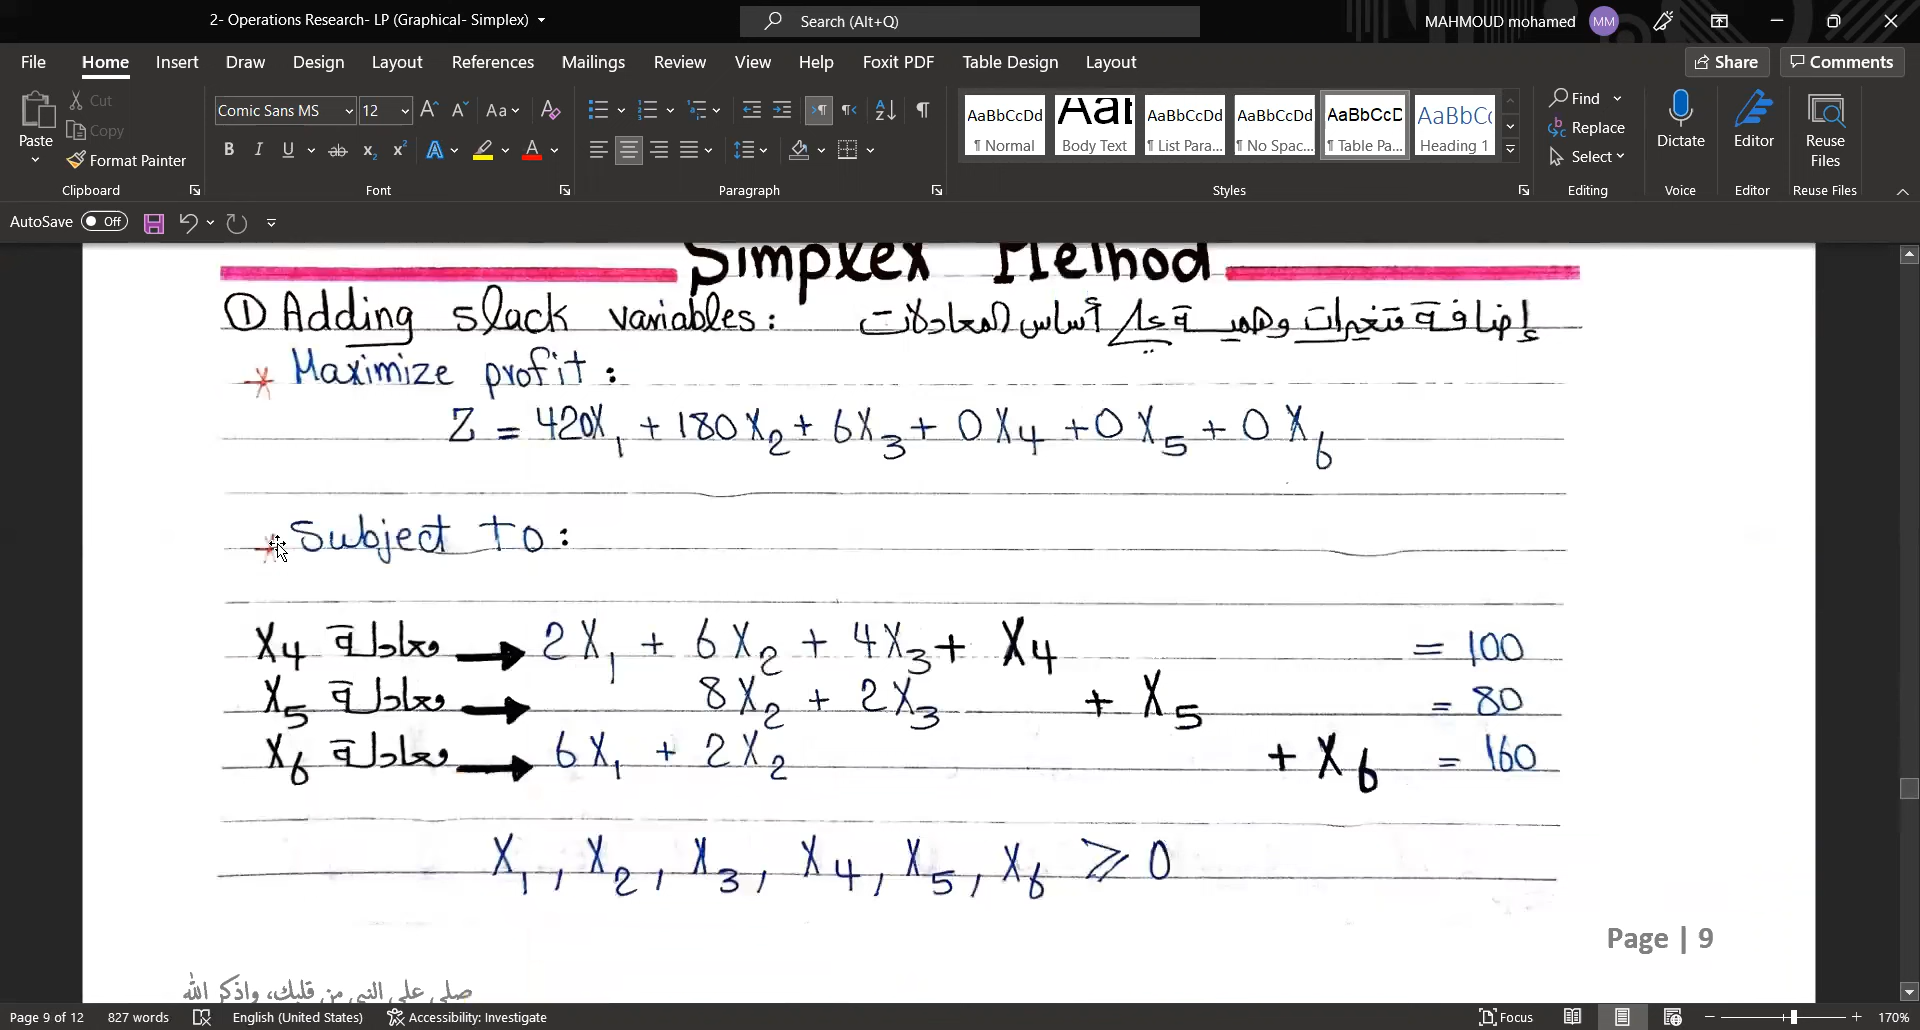 2- Operations Research- LP (Graphical- Simplex)
Search (Alt+Q)
MAHMOUD mohamed MM
File Home Insert Draw Design Layout References Mailings Review View Help Foxit PDF Table Design Layout Share Comments
Paste Cut Copy Format Painter
Comic Sans MS 12
AaBbCcDd AaB AaBbCcDd AaBbCcDd AaBbCcD AaBbCc
¶ Normal Body Text ¶ List Para... ¶ No Spac... ¶ Table Pa... Heading 1
Find Replace Select
Dictate Editor Reuse Files
Clipboard Font Paragraph Styles Editing Voice Editor Reuse Files
AutoSave Off
Simplex Method
① Adding slack variables: إضافة متغيرات وهمية على أساس المعادلات
* Maximize profit:
Z = 420X₁ + 180X₂ + 6X₃ + 0X₄ + 0X₅ + 0X₆
* Subject To:
X₄ معادلة → 2X₁ + 6X₂ + 4X₃ + X₄ = 100
X₅ معادلة → 8X₂ + 2X₃ + X₅ = 80
X₆ معادلة → 6X₁ + 2X₂ + X₆ = 160
X₁, X₂, X₃, X₄, X₅, X₆ ⩾ 0
Page | 9
صلي على النبي من قلبك، واذكر الله
Page 9 of 12 827 words English (United States) Accessibility: Investigate Focus 170%